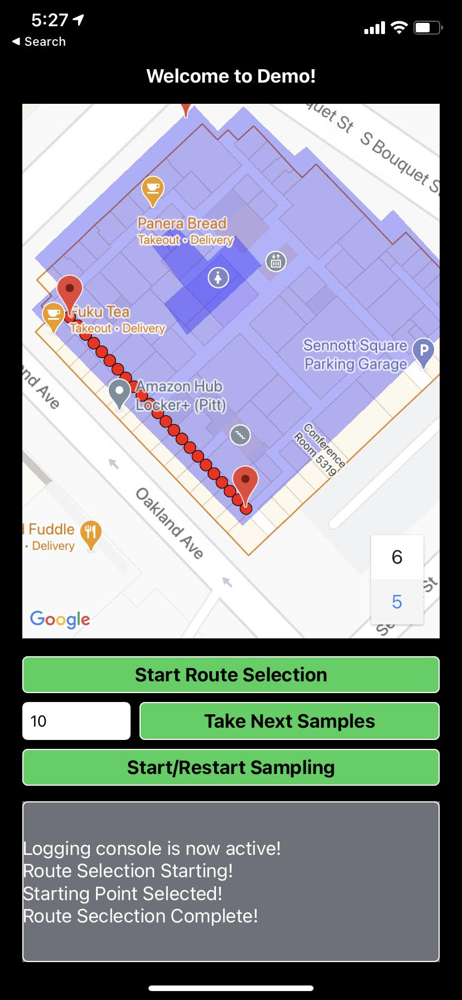 5:27
Search
Welcome to Demo!
quet St
S Bouquet S
Panera Bread
Takeout • Delivery
Fuku Tea
Takeout • Delivery
Sennott Square
Parking Garage
P
nd Ave
Amazon Hub
Locker+ (Pitt)
Conference
Room 5319
Oakland Ave
Fuddle
• Delivery
6
5
St
Se
Google
Start Route Selection
10
Take Next Samples
Start/Restart Sampling
Logging console is now active!
Route Selection Starting!
Starting Point Selected!
Route Seclection Complete!